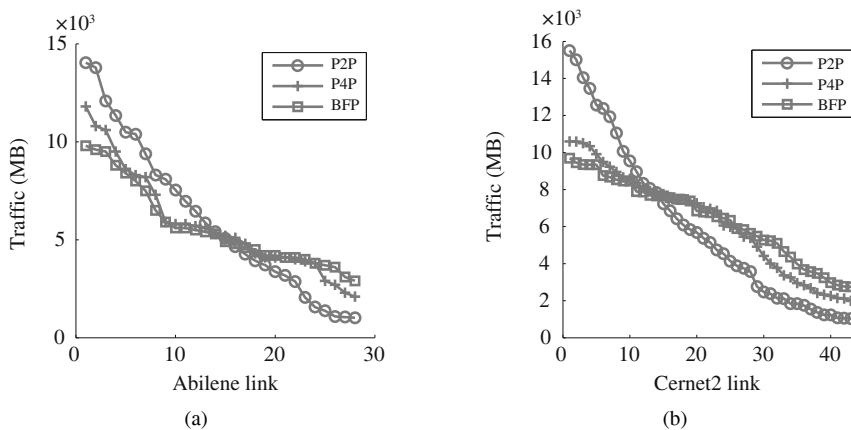 ×10³
15
10
5
0
0
10
20
30
Traffic (MB)
Abilene link
P2P
P4P
BFP
(a)
×10³
16
14
12
10
8
6
4
2
0
0
10
20
30
40
Traffic (MB)
Cernet2 link
P2P
P4P
BFP
(b)